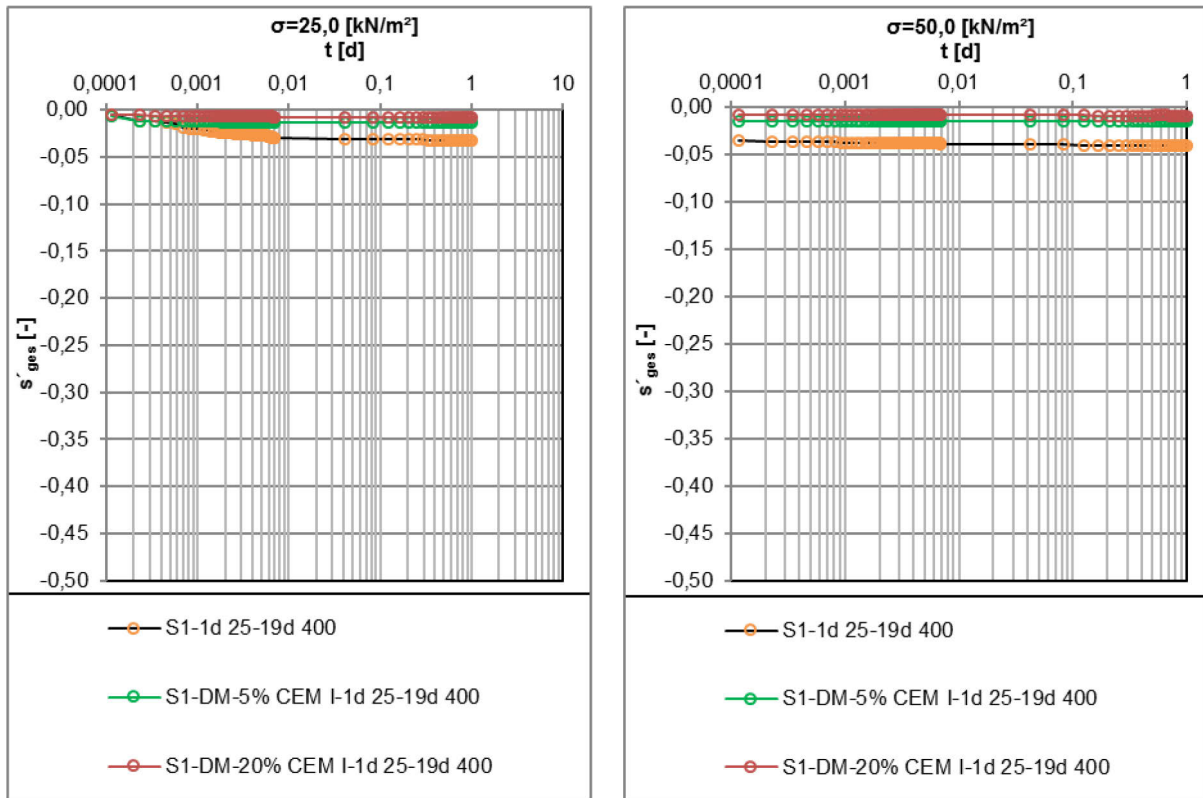 σ=25,0 [kN/m²]
t [d]
0,0001 0,001 0,01 0,1 1 10
0,00
-0,05
-0,10
-0,15
-0,20
-0,25
-0,30
-0,35
-0,40
-0,45
-0,50
s´ges [-]
S1-1d 25-19d 400
S1-DM-5% CEM I-1d 25-19d 400
S1-DM-20% CEM I-1d 25-19d 400
σ=50,0 [kN/m²]
t [d]
0,0001 0,001 0,01 0,1 1
0,00
-0,05
-0,10
-0,15
-0,20
-0,25
-0,30
-0,35
-0,40
-0,45
-0,50
s´ges [-]
S1-1d 25-19d 400
S1-DM-5% CEM I-1d 25-19d 400
S1-DM-20% CEM I-1d 25-19d 400